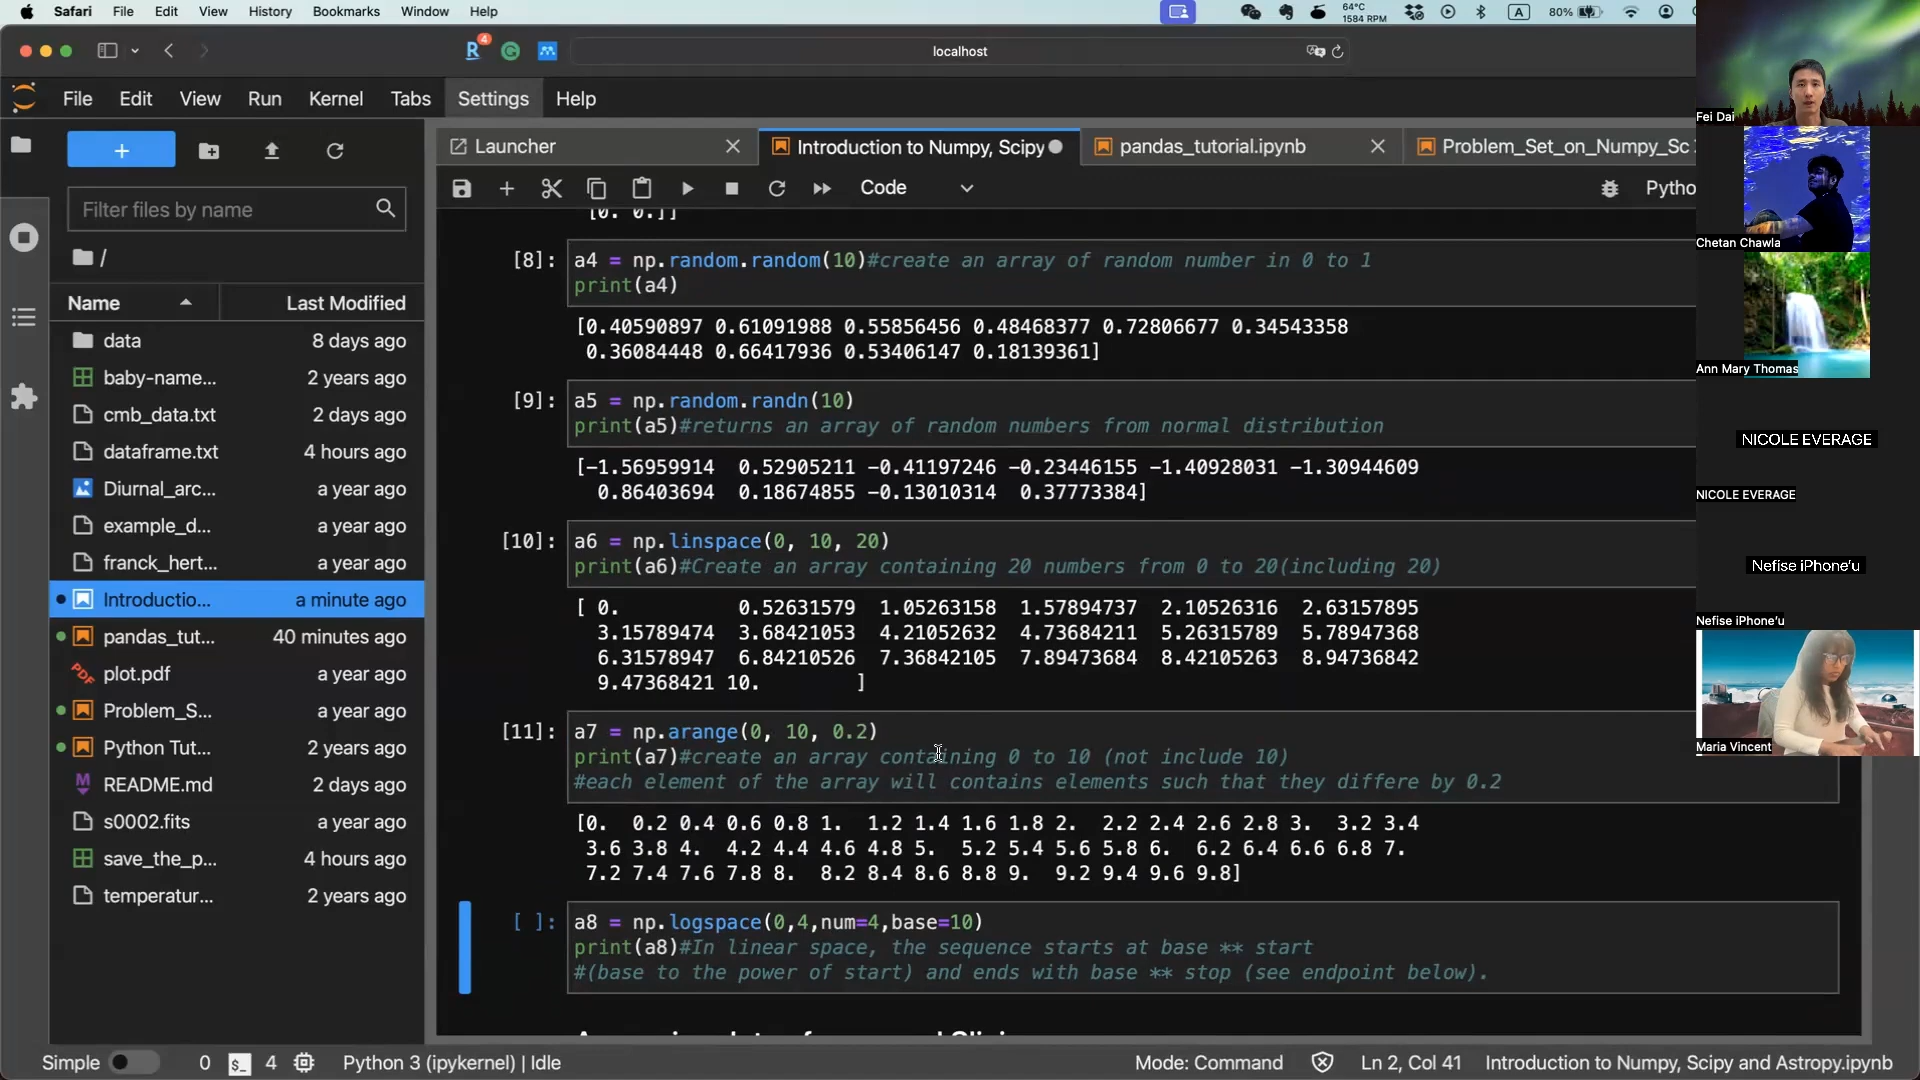 Safari File Edit View History Bookmarks Window Help
64°C
1584 RPM
A
80%
R 4
localhost
File Edit View Run Kernel Tabs Settings Help
Launcher
Introduction to Numpy, Scipy
pandas_tutorial.ipynb
Problem_Set_on_Numpy_Sc
Code
Pytho
Filter files by name
/
Name Last Modified
data 8 days ago
baby-name... 2 years ago
cmb_data.txt 2 days ago
dataframe.txt 4 hours ago
Diurnal_arc... a year ago
example_d... a year ago
franck_hert... a year ago
Introductio... a minute ago
pandas_tut... 40 minutes ago
plot.pdf a year ago
Problem_S... a year ago
Python Tut... 2 years ago
README.md 2 days ago
s0002.fits a year ago
save_the_p... 4 hours ago
temperatur... 2 years ago
[0. 0.]]
[8]: a4 = np.random.random(10)#create an array of random number in 0 to 1
print(a4)
[0.40590897 0.61091988 0.55856456 0.48468377 0.72806677 0.34543358
0.36084448 0.66417936 0.53406147 0.18139361]
[9]: a5 = np.random.randn(10)
print(a5)#returns an array of random numbers from normal distribution
[-1.56959914 0.52905211 -0.41197246 -0.23446155 -1.40928031 -1.30944609
0.86403694 0.18674855 -0.13010314 0.37773384]
[10]: a6 = np.linspace(0, 10, 20)
print(a6)#Create an array containing 20 numbers from 0 to 20(including 20)
[ 0. 0.52631579 1.05263158 1.57894737 2.10526316 2.63157895
3.15789474 3.68421053 4.21052632 4.73684211 5.26315789 5.78947368
6.31578947 6.84210526 7.36842105 7.89473684 8.42105263 8.94736842
9.47368421 10. ]
[11]: a7 = np.arange(0, 10, 0.2)
print(a7)#create an array containing 0 to 10 (not include 10)
#each element of the array will contains elements such that they differe by 0.2
[0. 0.2 0.4 0.6 0.8 1. 1.2 1.4 1.6 1.8 2. 2.2 2.4 2.6 2.8 3. 3.2 3.4
3.6 3.8 4. 4.2 4.4 4.6 4.8 5. 5.2 5.4 5.6 5.8 6. 6.2 6.4 6.6 6.8 7.
7.2 7.4 7.6 7.8 8. 8.2 8.4 8.6 8.8 9. 9.2 9.4 9.6 9.8]
[ ]: a8 = np.logspace(0,4,num=4,base=10)
print(a8)#In linear space, the sequence starts at base ** start
#(base to the power of start) and ends with base ** stop (see endpoint below).
Fei Dai
Chetan Chawla
Ann Mary Thomas
NICOLE EVERAGE
NICOLE EVERAGE
Nefise iPhone'u
Nefise iPhone'u
Maria Vincent
Simple 0 $_ 4 Python 3 (ipykernel) | Idle
Mode: Command Ln 2, Col 41 Introduction to Numpy, Scipy and Astropy.ipynb